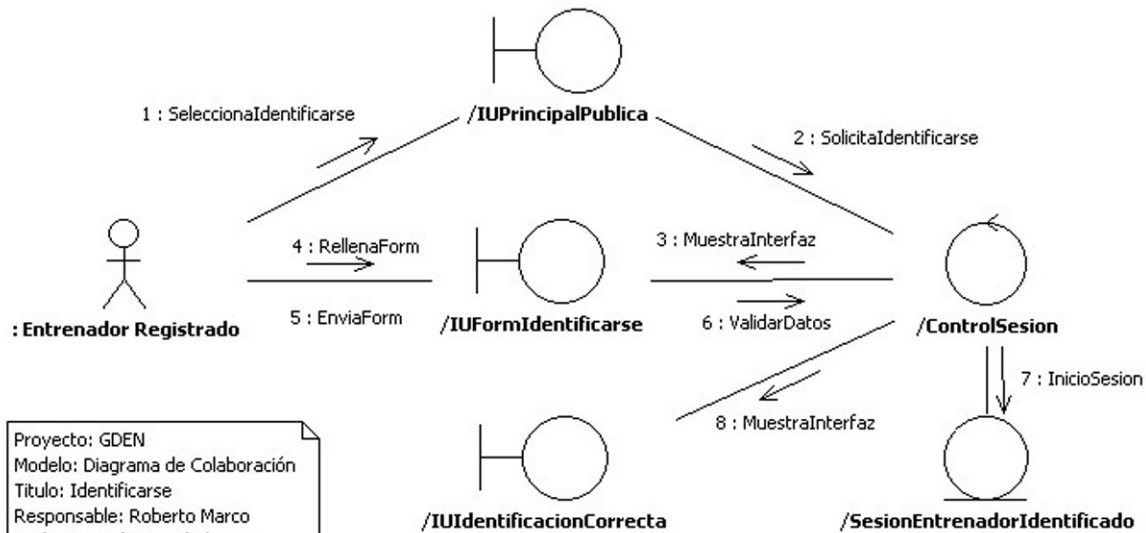 /IUPrincipalPublica
1 : SeleccionaIdentificarse
2 : SolicitaIdentificarse
: Entrenador Registrado
4 : RellenaForm
5 : EnviaForm
/IUFormIdentificarse
3 : MuestraInterfaz
6 : ValidarDatos
/ControlSesion
7 : InicioSesion
8 : MuestraInterfaz
/IUIdentificacionCorrecta
/SesionEntrenadorIdentificado
Proyecto: GDEN
Modelo: Diagrama de Colaboración
Titulo: Identificarse
Responsable: Roberto Marco